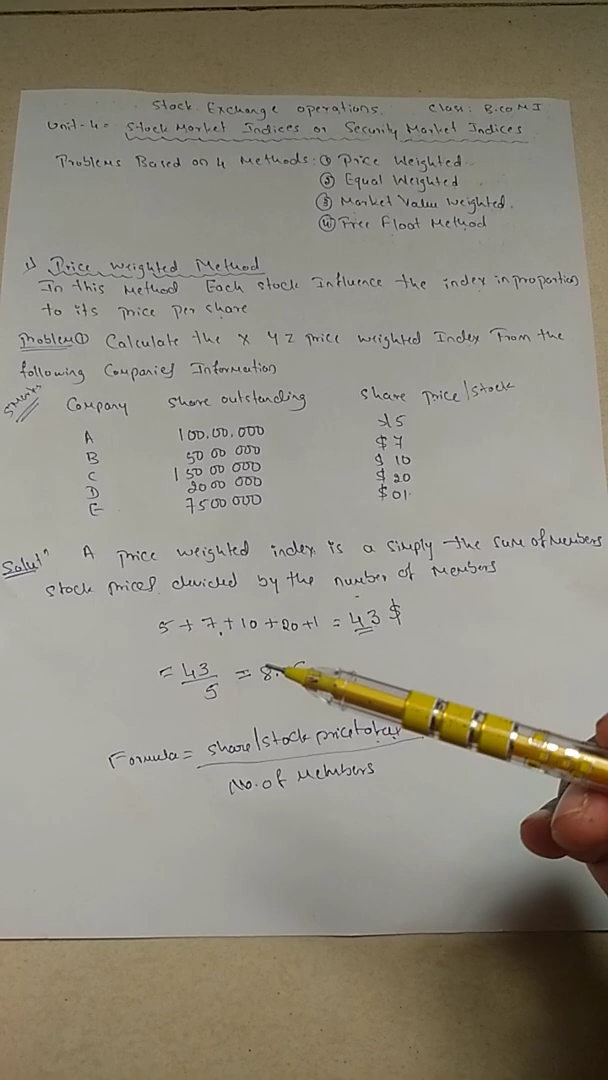 Stock Exchange operations. Class: B.com I
Unit-4= Stock Market Indices or Security Market Indices
Problems Based on 4 Methods: ① Price Weighted.
② Equal Weighted
③ Market Value Weighted.
④ Free Float Method
1) Price Weighted Method
In this Method Each stock Influence the index in proportion
to its price per share
Problem① Calculate the X Y Z price weighted Index From the
following Companies Information
5 Marks
Company Share outstanding Share price/stock
A 100,00,000 $5
B 50 00 000 $ 7
C 1 50 00 000 $ 10
D 20 00 000 $ 20
E 7500 000 $ 01.
Solutn A price weighted index is a simply the sum of Members
stock prices devided by the number of Members
5 + 7 + 10 + 20 + 1 = 43 $
= 43/5 = 8.
Formula = Share/stock price total
No. of Members